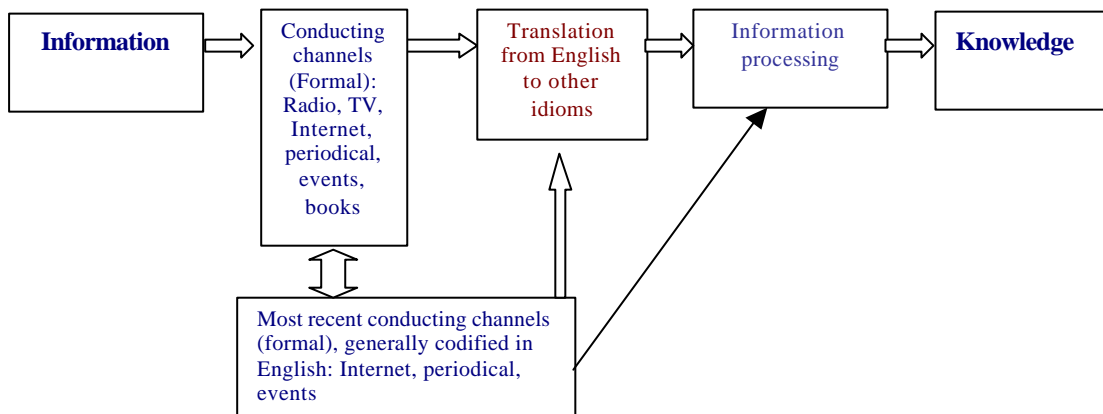 Information
Conducting
channels
(Formal):
Radio, TV,
Internet,
periodical,
events,
books
Translation
from English
to other
idioms
Information
processing
Knowledge
Most recent conducting channels
(formal), generally codified in
English: Internet, periodical,
events